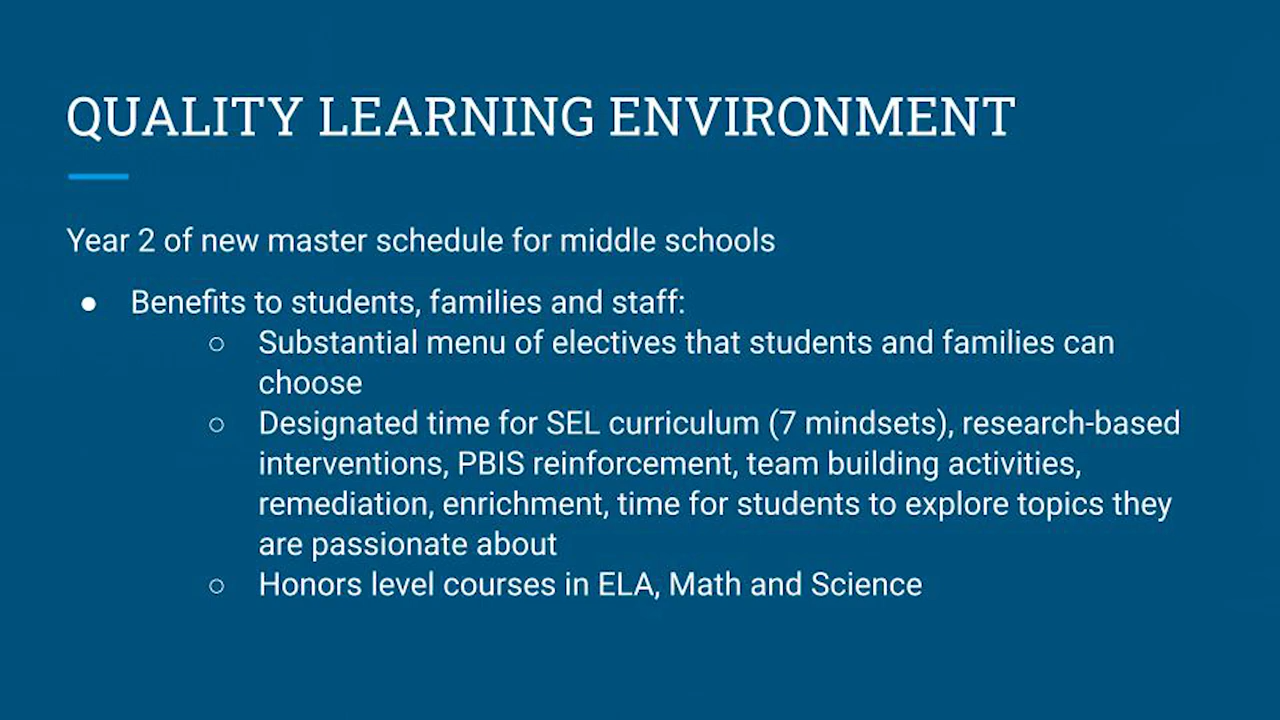 QUALITY LEARNING ENVIRONMENT
Year 2 of new master schedule for middle schools
● Benefits to students, families and staff:
○ Substantial menu of electives that students and families can
choose
○ Designated time for SEL curriculum (7 mindsets), research-based
interventions, PBIS reinforcement, team building activities,
remediation, enrichment, time for students to explore topics they
are passionate about
○ Honors level courses in ELA, Math and Science